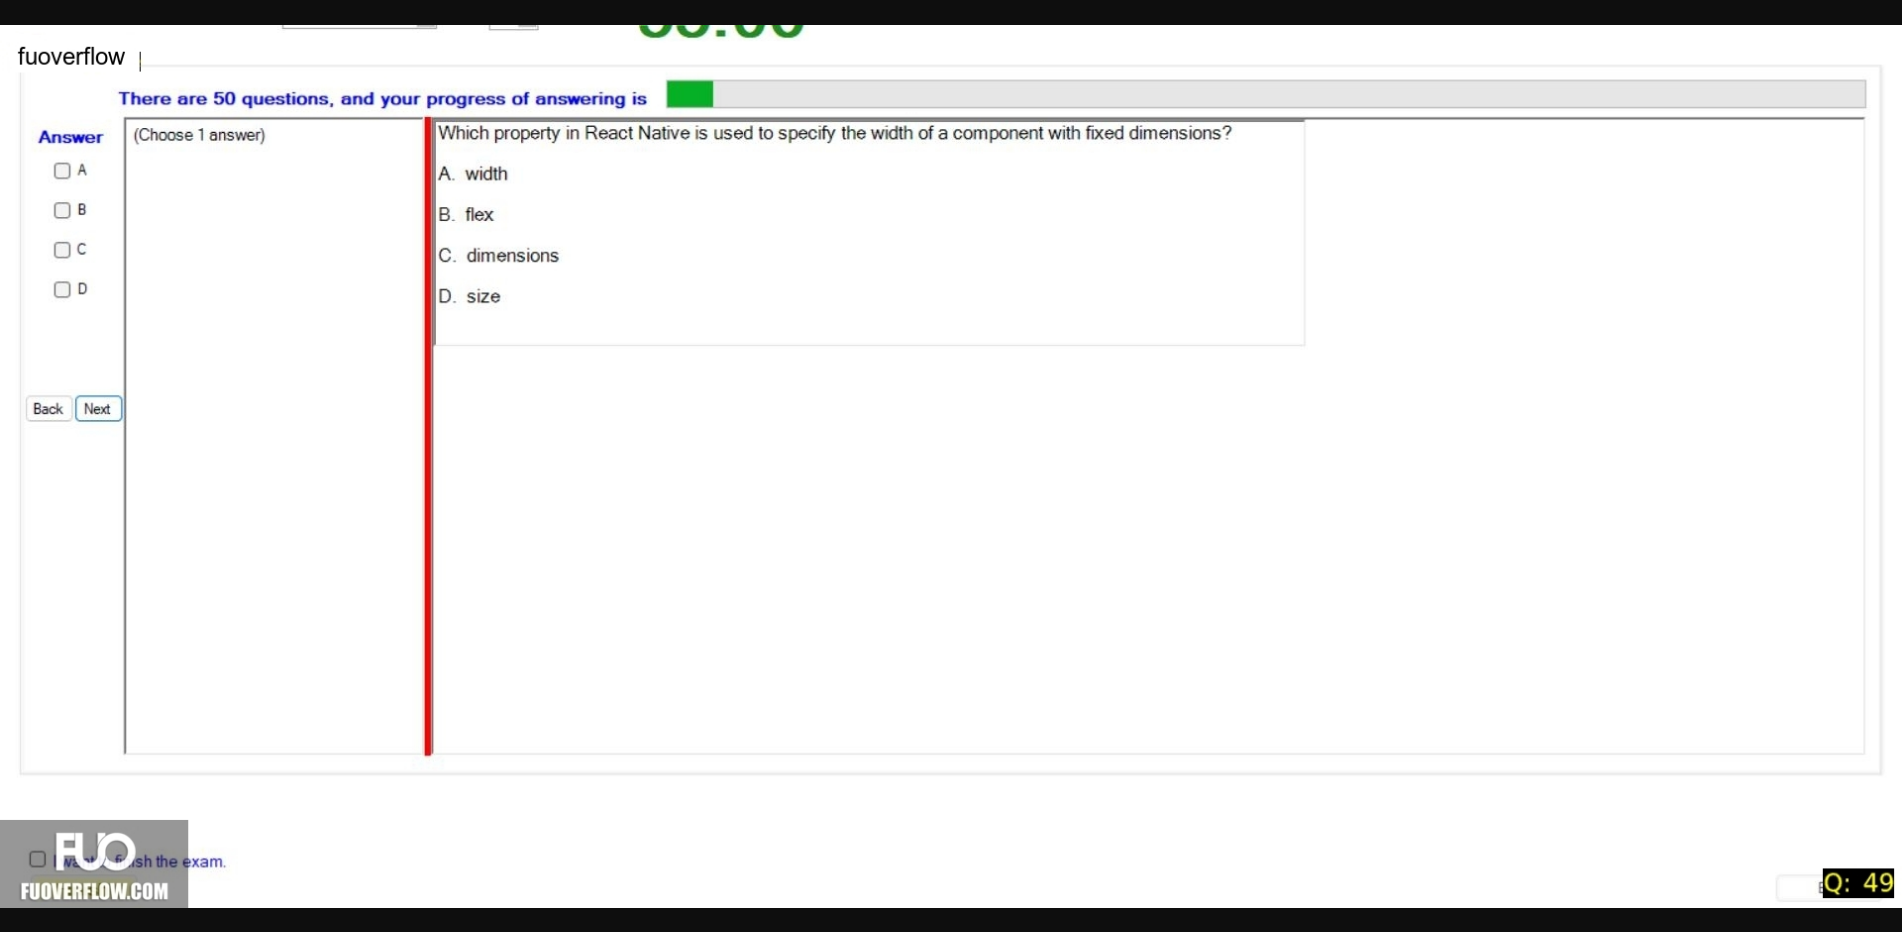 fuoverflow
There are 50 questions, and your progress of answering is
Answer
(Choose 1 answer)
A
B
C
D
Back
Next
Which property in React Native is used to specify the width of a component with fixed dimensions?
A. width
B. flex
C. dimensions
D. size
I want finish the exam.
FUO
FUOVERFLOW.COM
Q: 49